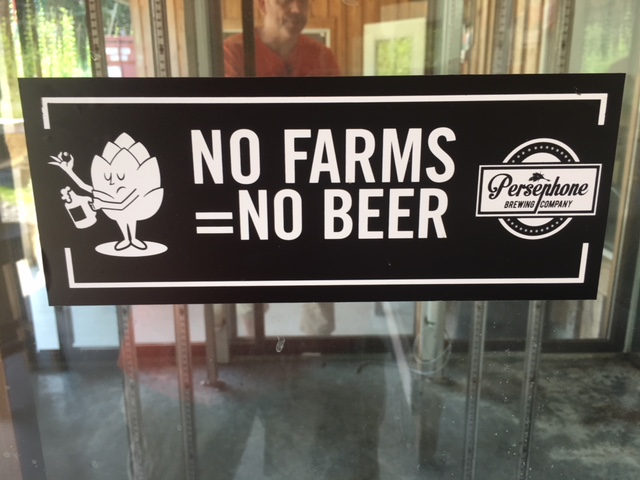 NO FARMS
=NO BEER
Persephone
BREWING COMPANY